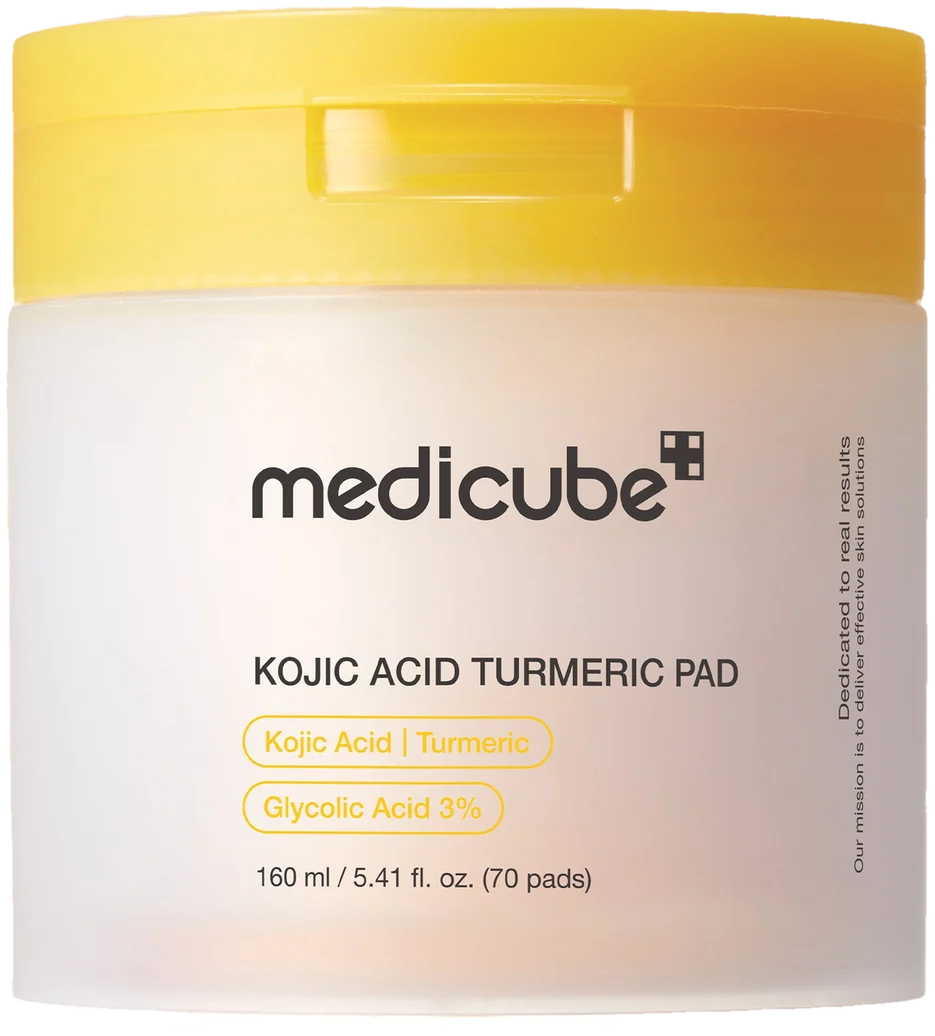 medicube
KOJIC ACID TURMERIC PAD
Kojic Acid | Turmeric
Glycolic Acid 3%
160 ml / 5.41 fl. oz. (70 pads)
Dedicated to real results
Our mission is to deliver effective skin solutions